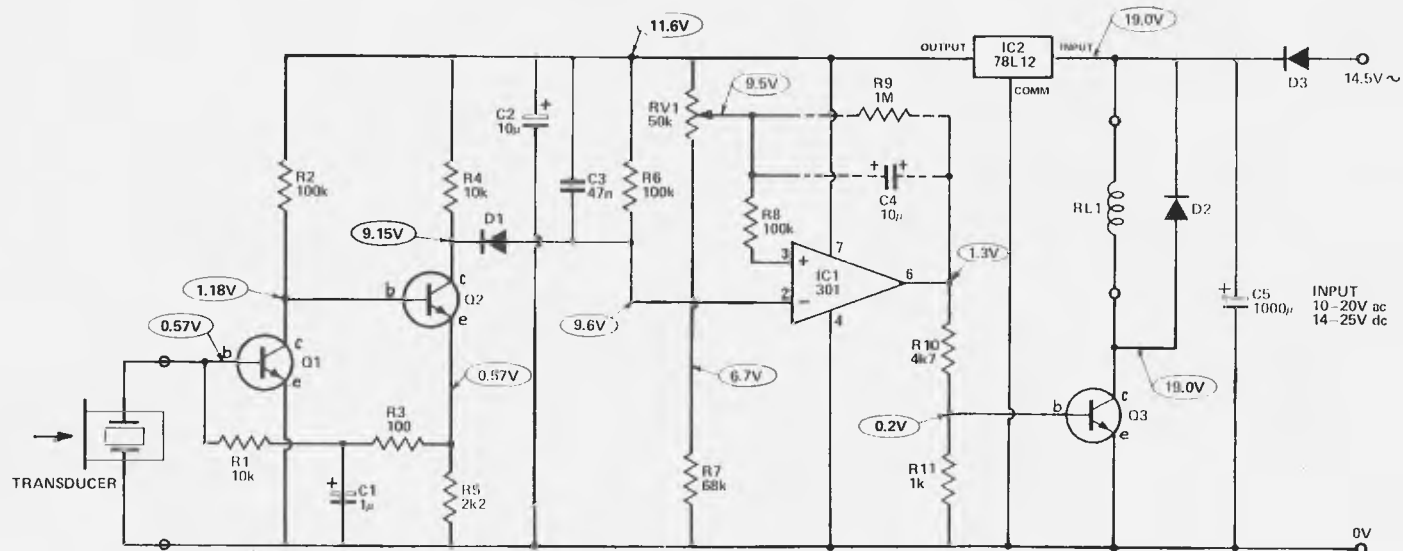 11.6V
19.0V
OUTPUT
IC2
78L12
INPUT
COMM
D3
14.5V ~
C2
10μ
+
R9
1M
9.5V
RV1
50k
R2
100k
R4
10k
C3
47n
R6
100k
+
+
C4
10μ
R8
100k
RL1
D2
9.15V
D1
7
3
+
IC1
301
6
1.3V
2
−
4
1.18V
b
c
Q2
e
9.6V
+
C5
1000μ
INPUT
10–20V ac
14–25V dc
0.57V
b
c
Q1
e
0.57V
6.7V
R10
4k7
19.0V
0.2V
b
c
Q3
e
R1
10k
R3
100
TRANSDUCER
+
C1
1μ
R5
2k2
R7
68k
R11
1k
0V